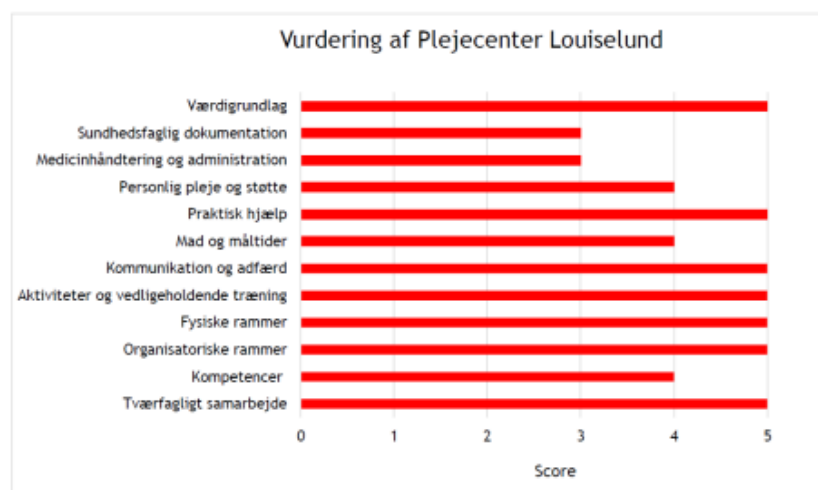 Vurdering af Plejecenter Louiselund
Værdigrundlag
Sundhedsfaglig dokumentation
Medicinhåndtering og administration
Personlig pleje og støtte
Praktisk hjælp
Mad og måltider
Kommunikation og adfærd
Aktiviteter og vedligeholdende træning
Fysiske rammer
Organisatoriske rammer
Kompetencer
Tværfagligt samarbejde
0 1 2 3 4 5
Score